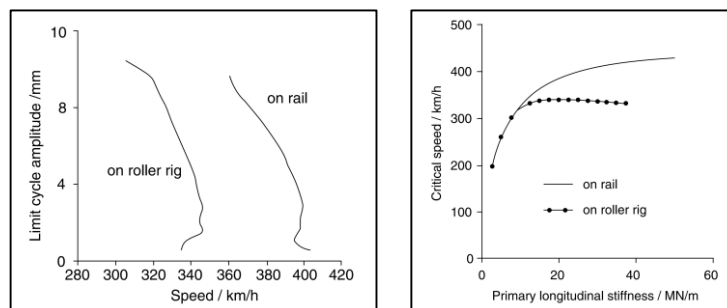 10
8
4
0
Limit cycle amplitude /mm
on rail
on roller rig
280 300 320 340 360 380 400 420
Speed / km/h
500
400
300
200
100
0
Critical speed / km/h
on rail
on roller rig
0 20 40 60
Primary longitudinal stiffness / MN/m